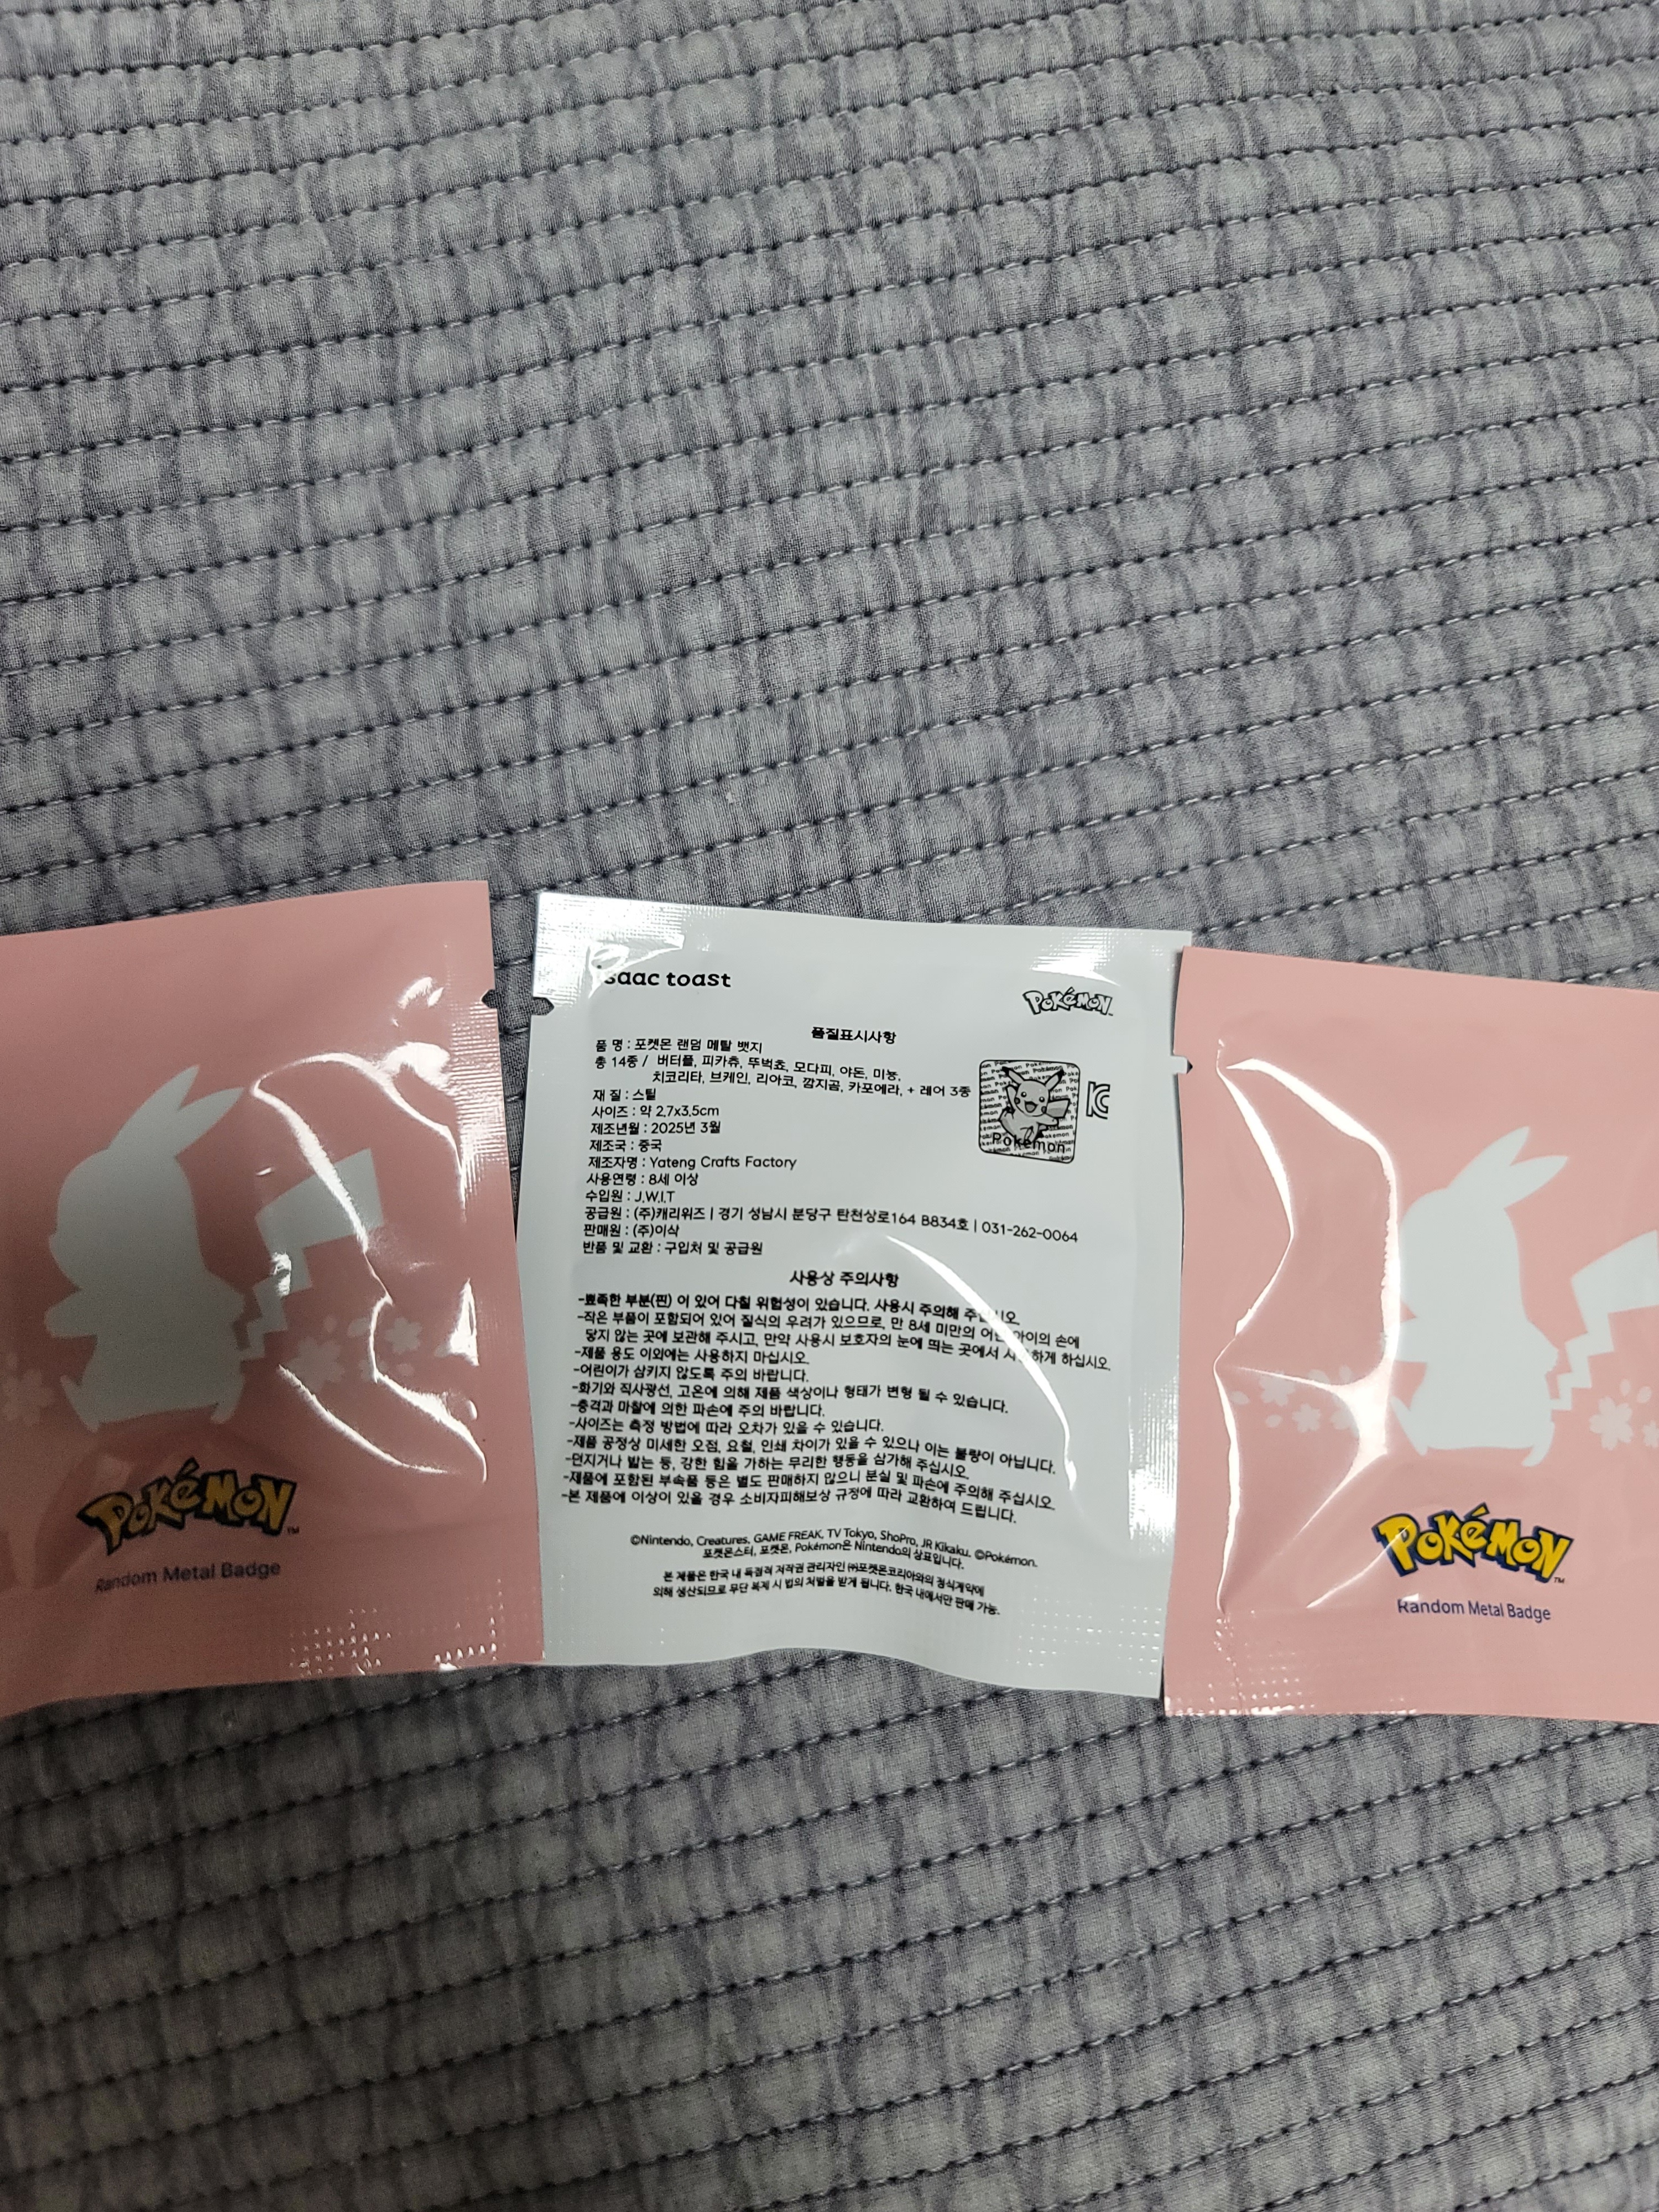 Pokémon™
Random Metal Badge
isaac toast
Pokémon
품질표시사항
품 명 : 포켓몬 랜덤 메탈 뱃지
총 14종 / 버터플, 피카츄, 뚜벅쵸, 모다피, 야돈, 미뇽,
치코리타, 브케인, 리아코, 깜지곰, 카포에라, + 레어 3종
재 질 : 스틸
사이즈 : 약 2.7x3.5cm
제조년월 : 2025년 3월
제조국 : 중국
제조자명 : Yateng Crafts Factory
사용연령 : 8세 이상
수입원 : J.W.I.T
공급원 : (주)캐리위즈 | 경기 성남시 분당구 탄천상로164 B834호 | 031-262-0064
판매원 : (주)이삭
반품 및 교환 : 구입처 및 공급원
Pokémon
사용상 주의사항
-뾰족한 부분(핀) 이 있어 다칠 위험성이 있습니다. 사용시 주의해 주십시오.
-작은 부품이 포함되어 있어 질식의 우려가 있으므로, 만 8세 미만의 어린 아이의 손에
닿지 않는 곳에 보관해 주시고, 만약 사용시 보호자의 눈에 띄는 곳에서 사용하게 하십시오.
-제품 용도 이외에는 사용하지 마십시오.
-어린이가 삼키지 않도록 주의 바랍니다.
-화기와 직사광선, 고온에 의해 제품 색상이나 형태가 변형 될 수 있습니다.
-충격과 마찰에 의한 파손에 주의 바랍니다.
-사이즈는 측정 방법에 따라 오차가 있을 수 있습니다.
-제품 공정상 미세한 오점, 요철, 인쇄 차이가 있을 수 있으나 이는 불량이 아닙니다.
-던지거나 밟는 등, 강한 힘을 가하는 무리한 행동을 삼가해 주십시오.
-제품에 포함된 부속품 등은 별도 판매하지 않으니 분실 및 파손에 주의해 주십시오.
-본 제품에 이상이 있을 경우 소비자피해보상 규정에 따라 교환하여 드립니다.
©Nintendo, Creatures, GAME FREAK, TV Tokyo, ShoPro, JR Kikaku. ©Pokémon.
포켓몬스터, 포켓몬, Pokémon은 Nintendo의 상표입니다.
본 제품은 한국 내 독점적 저작권 관리자인 ㈜포켓몬코리아와의 정식계약에
의해 생산되므로 무단 복제 시 법의 처벌을 받게 됩니다. 한국 내에서만 판매 가능.
Pokémon™
Random Metal Badge